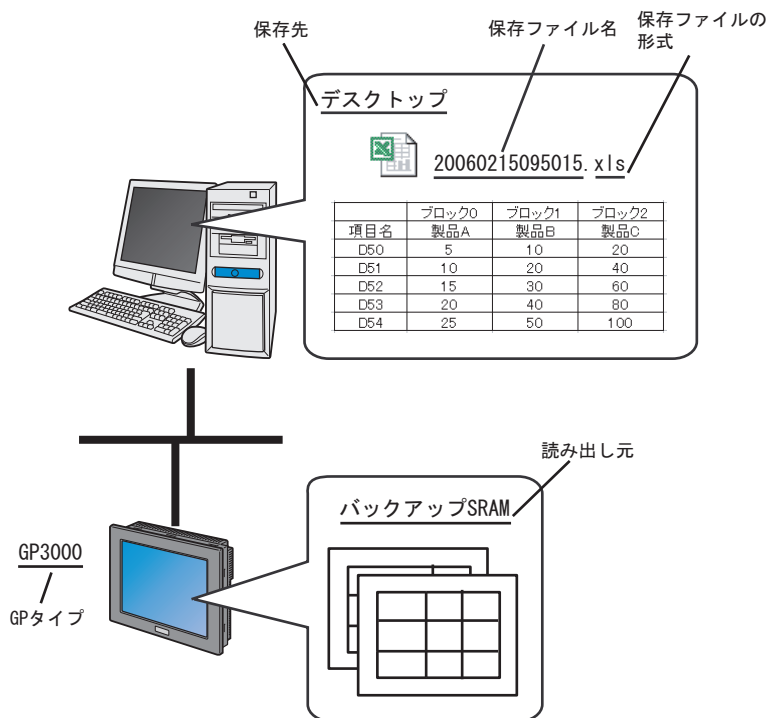 保存先
保存ファイル名
保存ファイルの
形式
デスクトップ
20060215095015.xls
ブロック0 ブロック1 ブロック2
項目名 製品A 製品B 製品C
D50 5 10 20
D51 10 20 40
D52 15 30 60
D53 20 40 80
D54 25 50 100
読み出し元
バックアップSRAM
GP3000
GPタイプ